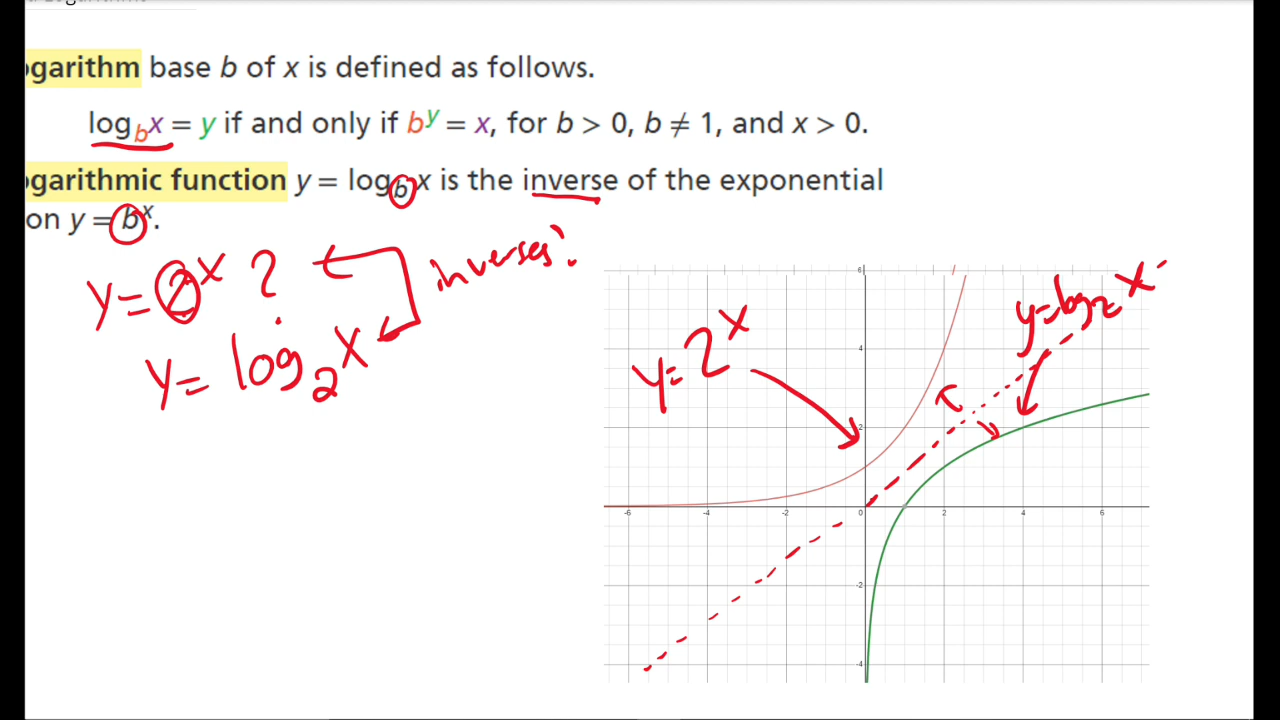 ogarithm base b of x is defined as follows.
log_b x = y if and only if b^y = x, for b > 0, b ≠ 1, and x > 0.
ogarithmic function y = log_b x is the inverse of the exponential
on y = b^x.
y = 2^x ?
inverses!
y = log_2 x
y = 2^x
y = log_2 x
6
4
2
-6 -4 -2 0 2 4 6
-2
-4